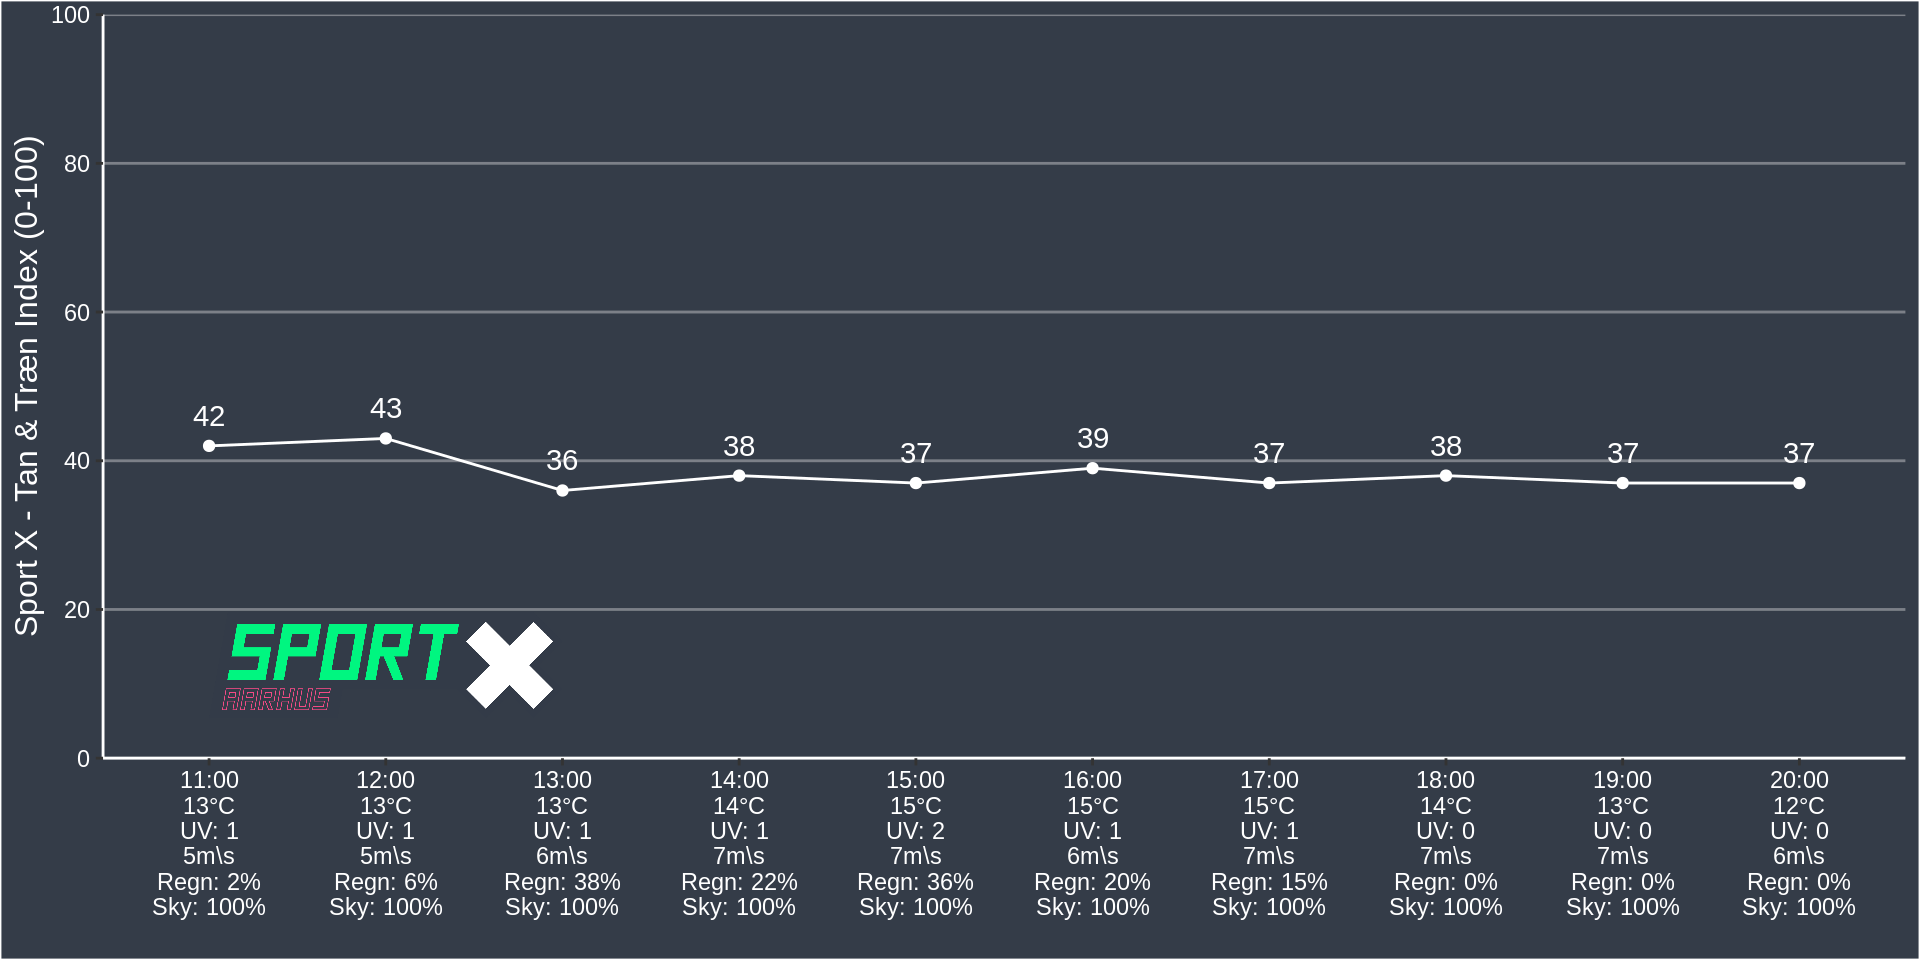 Sport X - Tan & Træn Index (0-100)
100
80
60
40
20
0
42
43
36
38
37
39
37
38
37
37
SPORT X
AARHUS
11:00 12:00 13:00 14:00 15:00 16:00 17:00 18:00 19:00 20:00
13°C 13°C 13°C 14°C 15°C 15°C 15°C 14°C 13°C 12°C
UV: 1 UV: 1 UV: 1 UV: 1 UV: 2 UV: 1 UV: 1 UV: 0 UV: 0 UV: 0
5m\s 5m\s 6m\s 7m\s 7m\s 6m\s 7m\s 7m\s 7m\s 6m\s
Regn: 2% Regn: 6% Regn: 38% Regn: 22% Regn: 36% Regn: 20% Regn: 15% Regn: 0% Regn: 0% Regn: 0%
Sky: 100% Sky: 100% Sky: 100% Sky: 100% Sky: 100% Sky: 100% Sky: 100% Sky: 100% Sky: 100% Sky: 100%